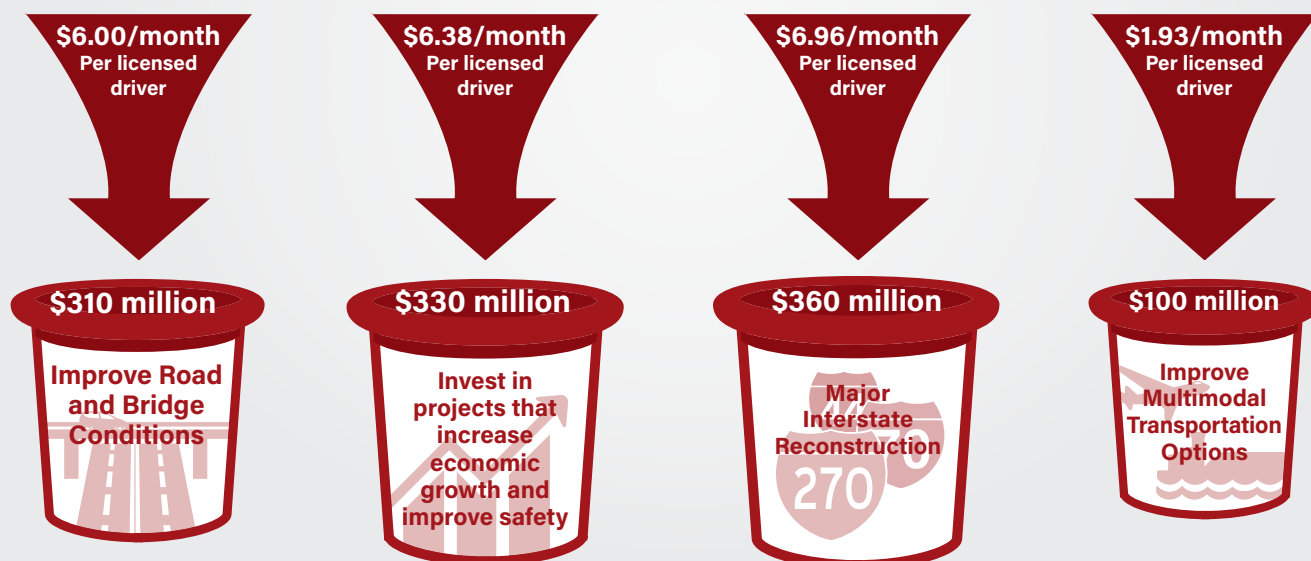 $6.00/month
Per licensed
driver
$310 million
Improve Road
and Bridge
Conditions
$6.38/month
Per licensed
driver
$330 million
Invest in
projects that
increase
economic
growth and
improve safety
$6.96/month
Per licensed
driver
$360 million
Major
Interstate
Reconstruction
44
70
270
$1.93/month
Per licensed
driver
$100 million
Improve
Multimodal
Transportation
Options